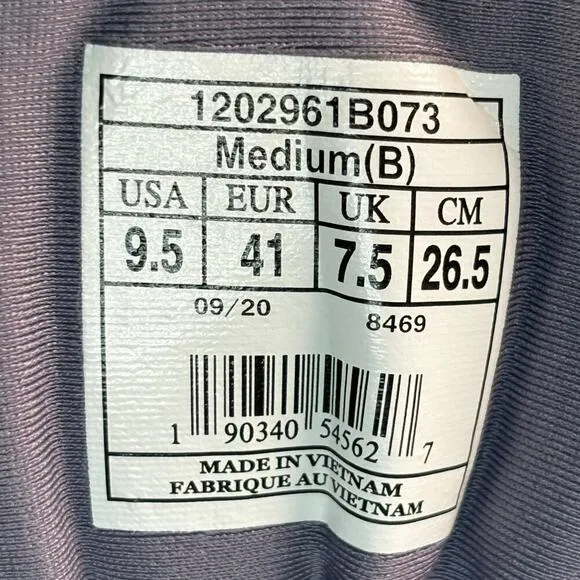 1202961B073
Medium(B)
USA EUR UK CM
9.5 41 7.5 26.5
09/20 8469
1 90340 54562 7
MADE IN VIETNAM
FABRIQUE AU VIETNAM